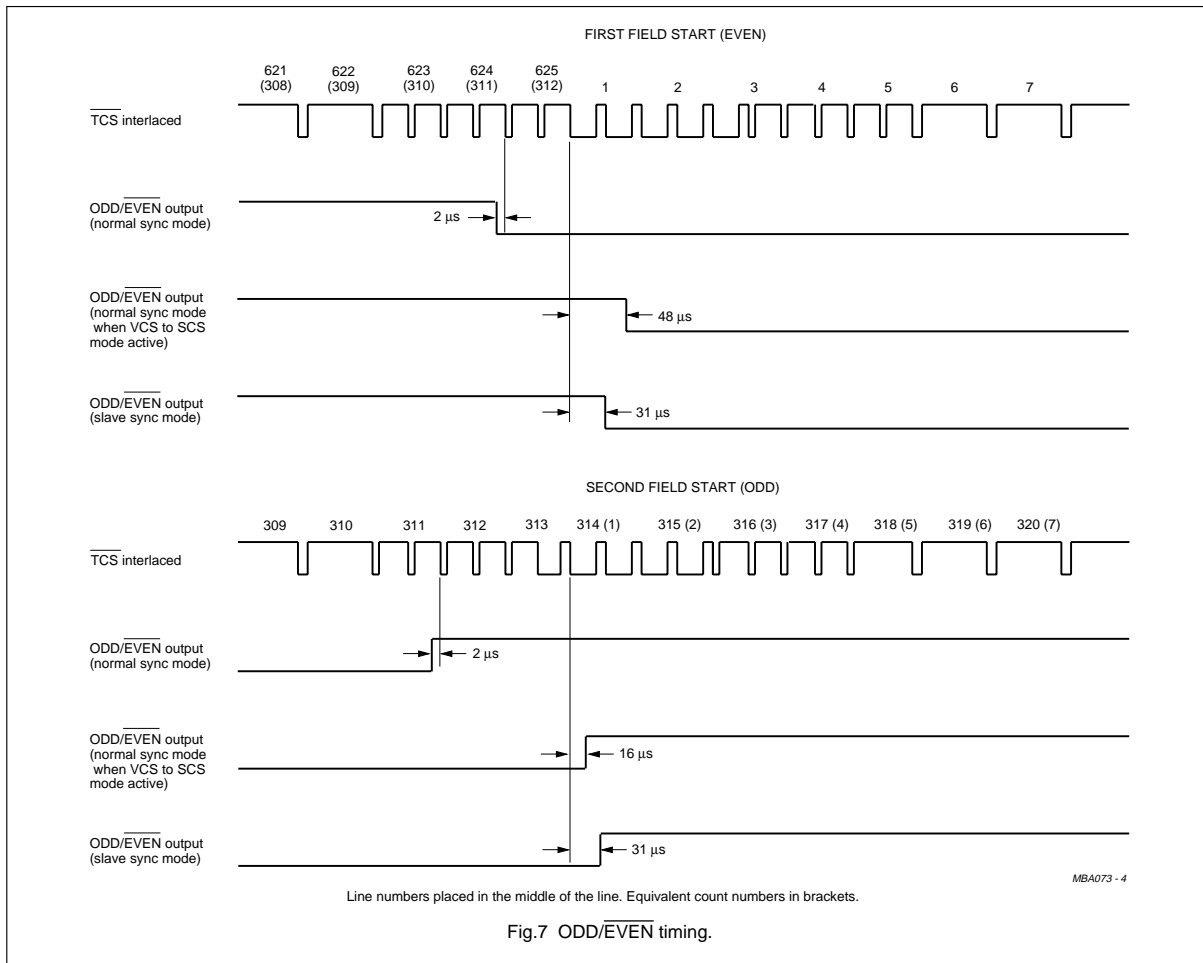 FIRST FIELD START (EVEN)
621 622 623 624 625 1 2 3 4 5 6 7
(308) (309) (310) (311) (312)
TCS interlaced
ODD/EVEN output
(normal sync mode)
2 µs
ODD/EVEN output
(normal sync mode
when VCS to SCS
mode active)
48 µs
ODD/EVEN output
(slave sync mode)
31 µs
SECOND FIELD START (ODD)
309 310 311 312 313 314 (1) 315 (2) 316 (3) 317 (4) 318 (5) 319 (6) 320 (7)
TCS interlaced
ODD/EVEN output
(normal sync mode)
2 µs
ODD/EVEN output
(normal sync mode
when VCS to SCS
mode active)
16 µs
ODD/EVEN output
(slave sync mode)
31 µs
MBA073 - 4
Line numbers placed in the middle of the line. Equivalent count numbers in brackets.
Fig.7 ODD/EVEN timing.